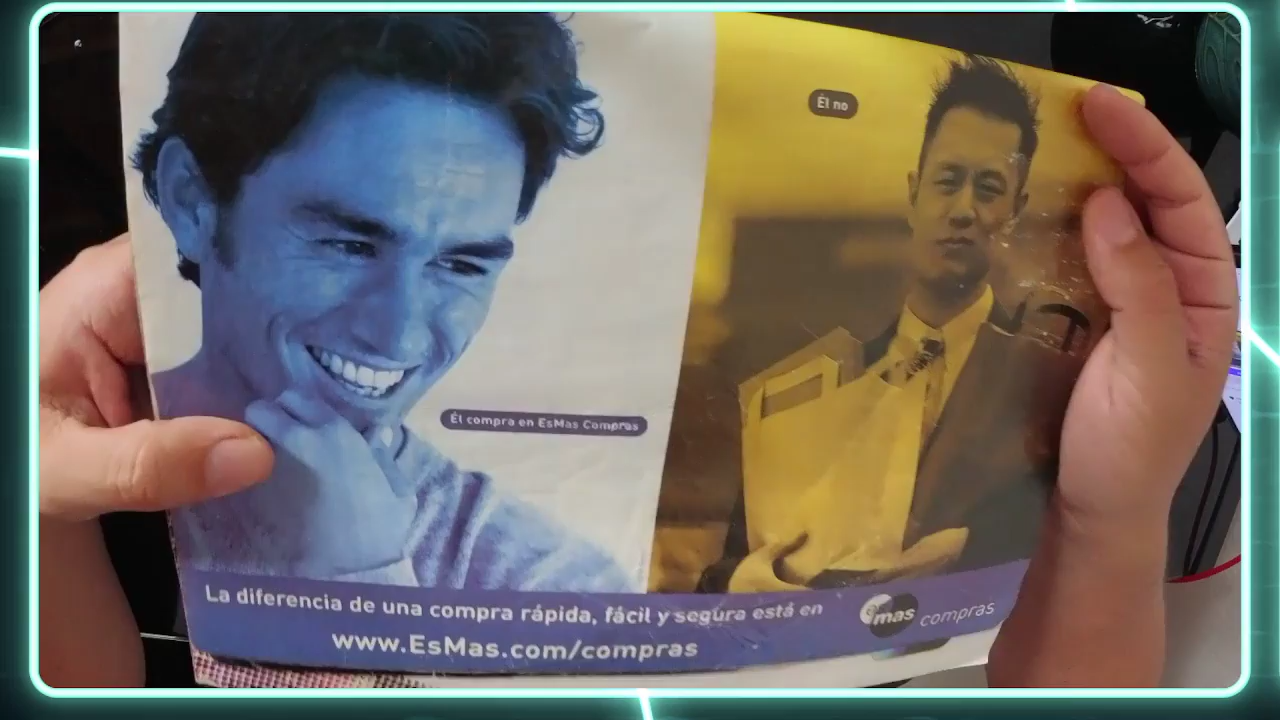 Él no
Él compra en EsMas Compras
La diferencia de una compra rápida, fácil y segura está en
www.EsMas.com/compras
esmas compras